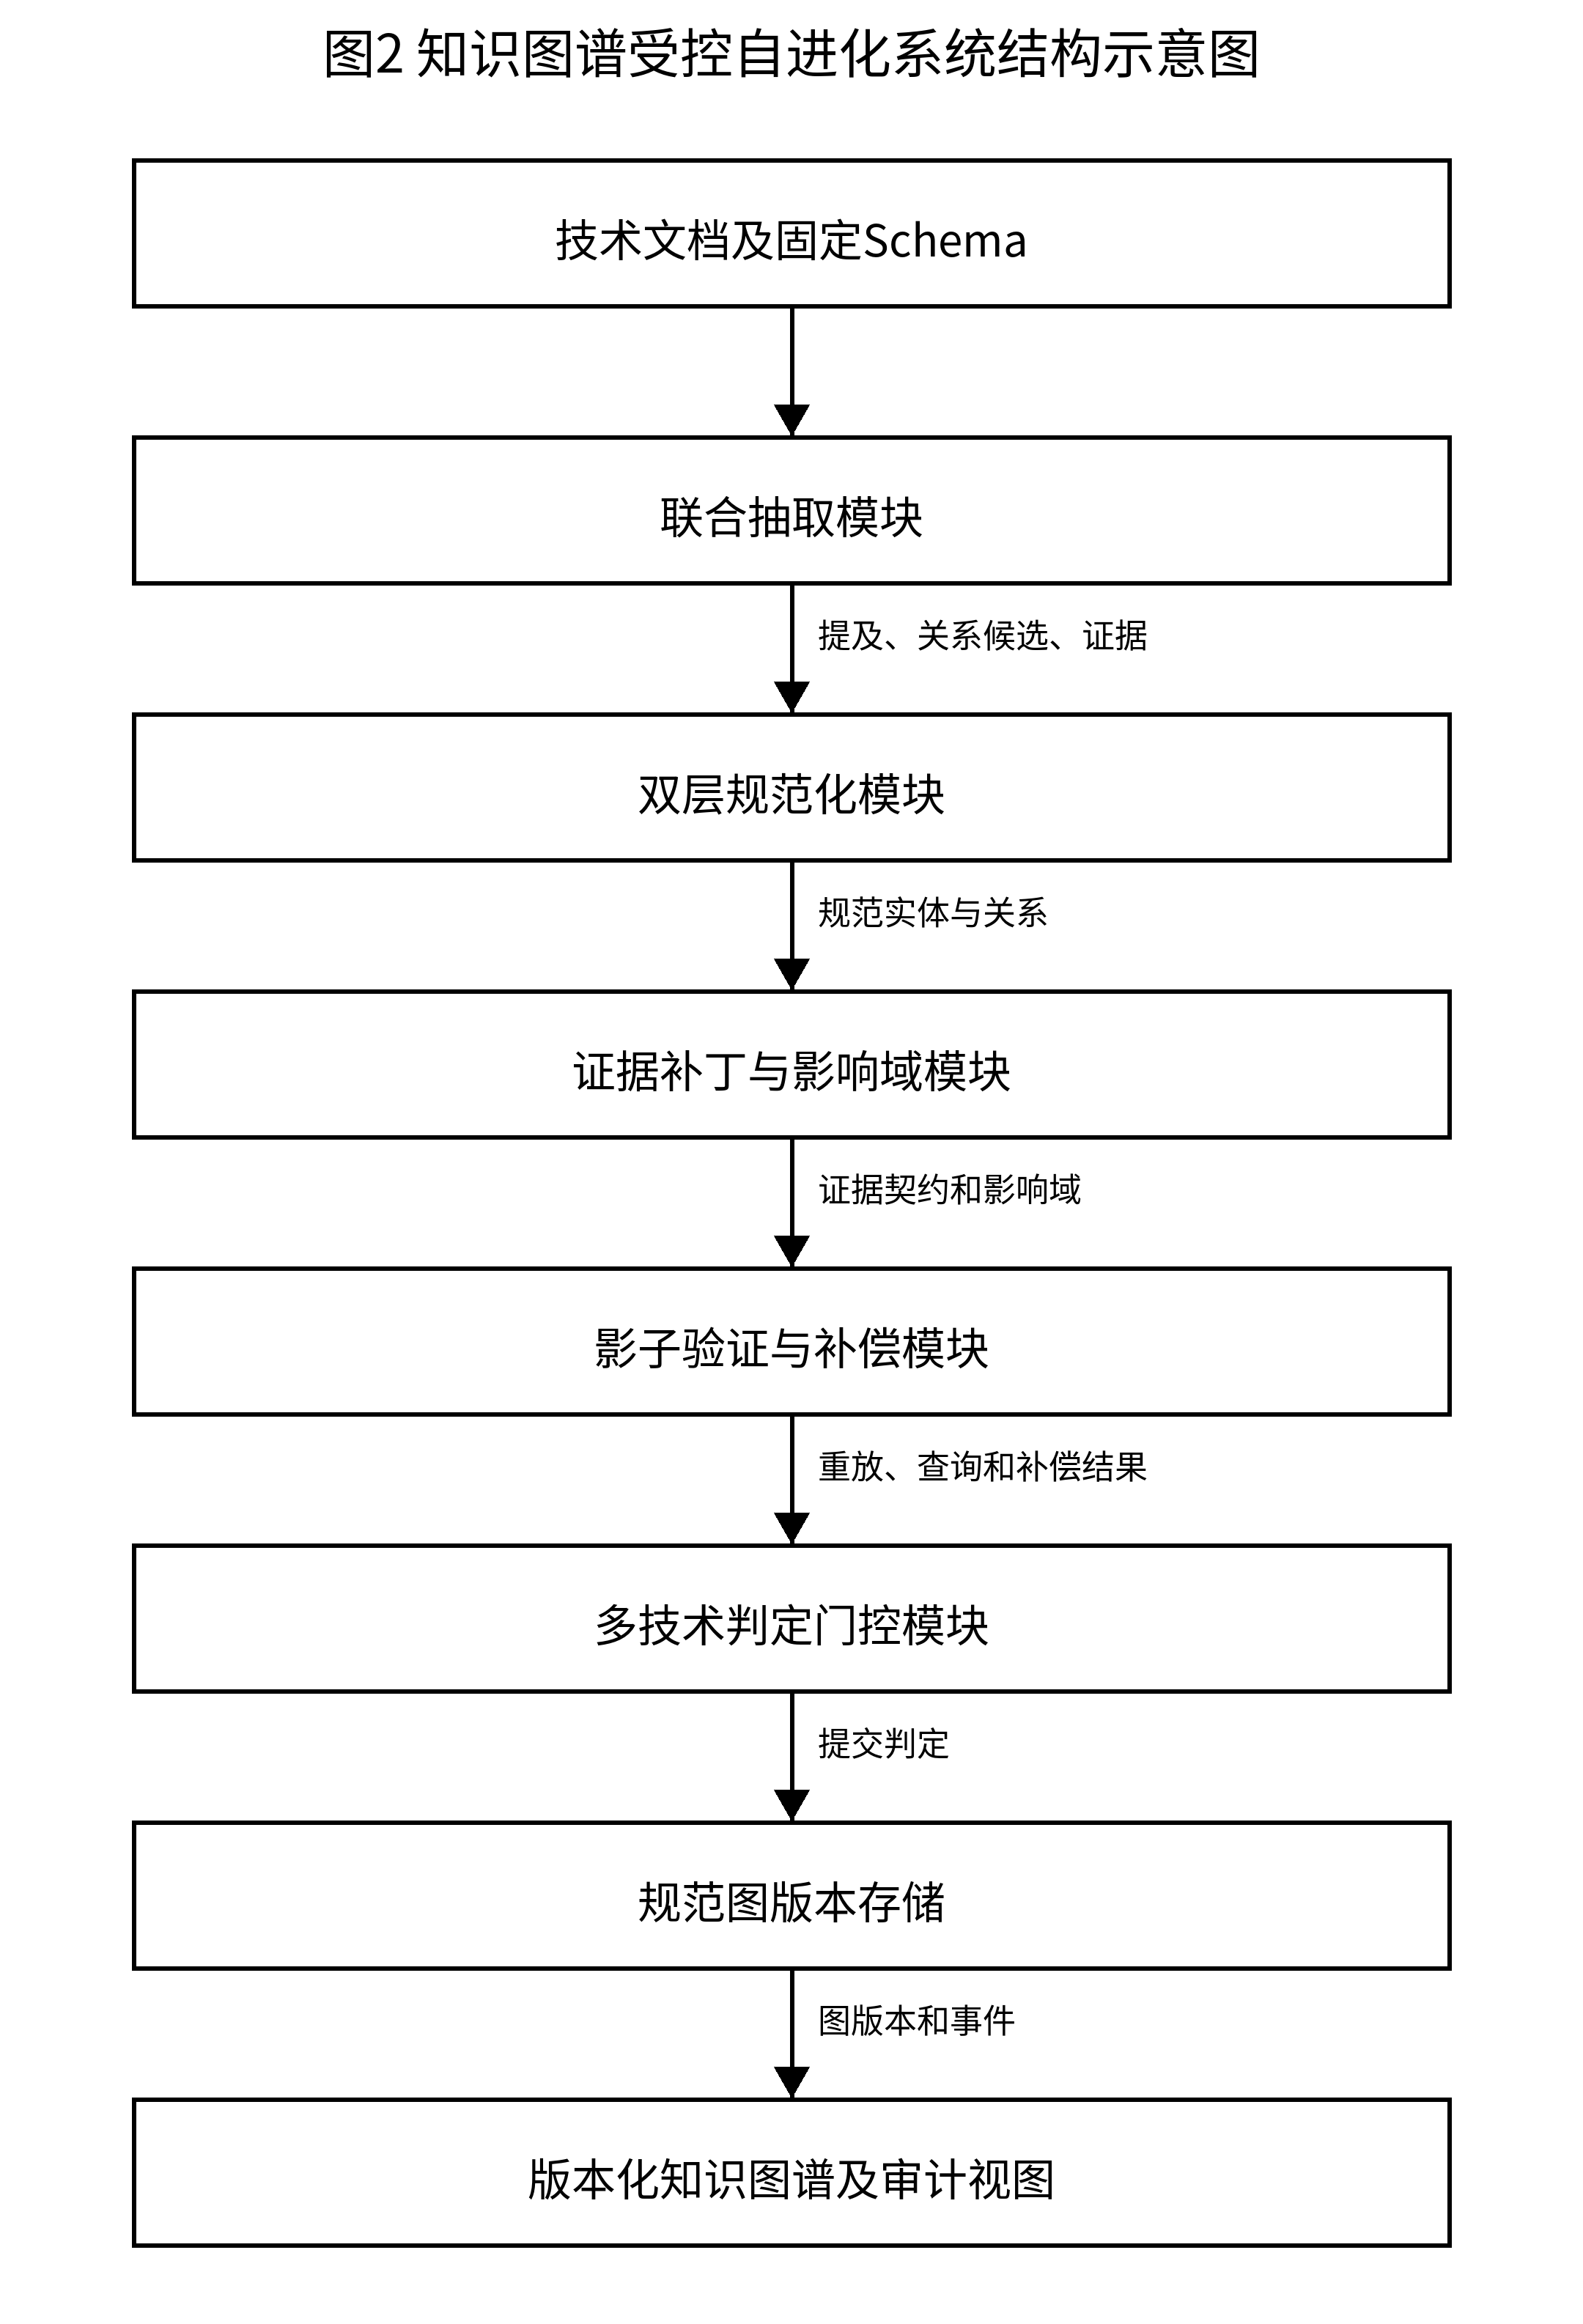 图2 知识图谱受控自进化系统结构示意图
技术文档及固定Schema
联合抽取模块
提及、关系候选、证据
双层规范化模块
规范实体与关系
证据补丁与影响域模块
证据契约和影响域
影子验证与补偿模块
重放、查询和补偿结果
多技术判定门控模块
提交判定
规范图版本存储
图版本和事件
版本化知识图谱及审计视图